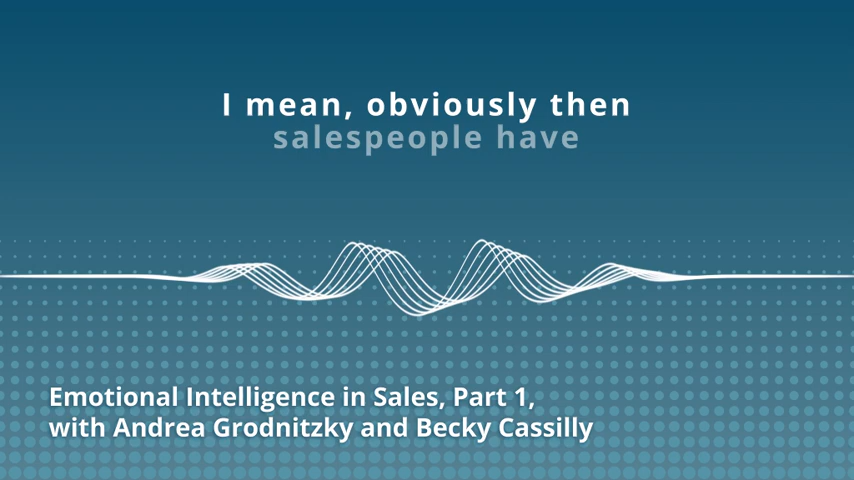 I mean, obviously then
salespeople have
Emotional Intelligence in Sales, Part 1,
with Andrea Grodnitzky and Becky Cassilly